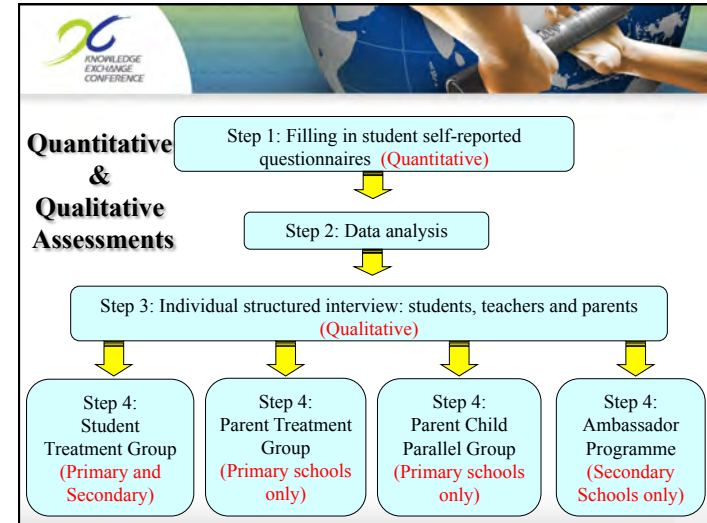 KNOWLEDGE
EXCHANGE
CONFERENCE
Quantitative
&
Qualitative
Assessments
Step 1: Filling in student self-reported
questionnaires (Quantitative)
Step 2: Data analysis
Step 3: Individual structured interview: students, teachers and parents
(Qualitative)
Step 4:
Student
Treatment Group
(Primary and
Secondary)
Step 4:
Parent Treatment
Group
(Primary schools
only)
Step 4:
Parent Child
Parallel Group
(Primary schools
only)
Step 4:
Ambassador
Programme
(Secondary
Schools only)